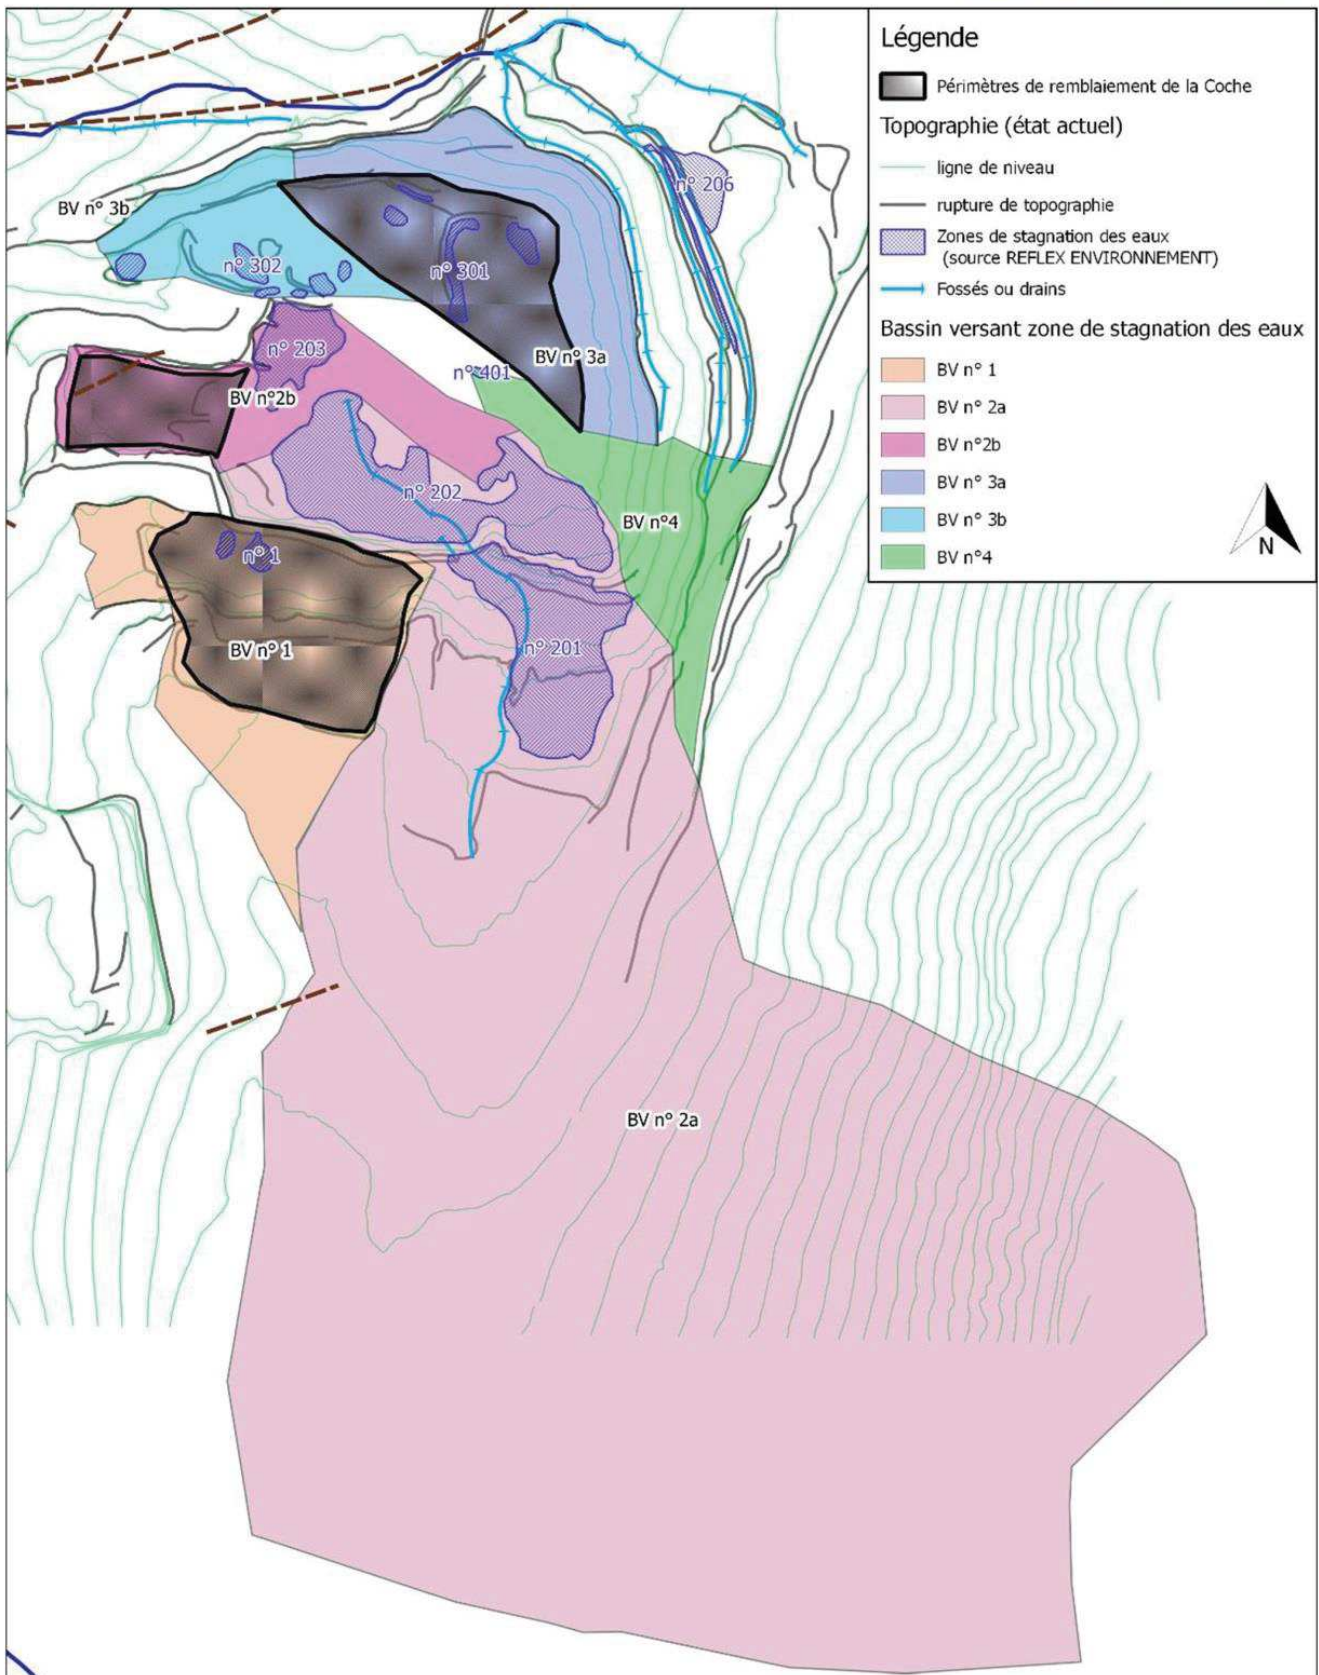 Légende
Périmètres de remblaiement de la Coche
Topographie (état actuel)
ligne de niveau
rupture de topographie
Zones de stagnation des eaux
(source REFLEX ENVIRONNEMENT)
Fossés ou drains
Bassin versant zone de stagnation des eaux
BV n° 1
BV n° 2a
BV n°2b
BV n° 3a
BV n° 3b
BV n°4
N
n° 206
BV n° 3b
n° 302
n° 301
n° 203
BV n° 3a
n° 401
BV n°2b
n° 202
BV n°4
n° 1
BV n° 1
n° 201
BV n° 2a